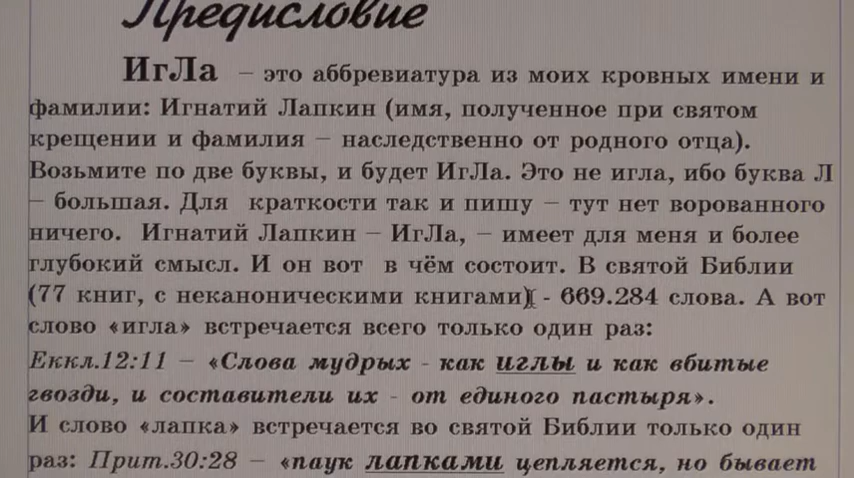 Предисловие
ИгЛа – это аббревиатура из моих кровных имени и
фамилии: Игнатий Лапкин (имя, полученное при святом
крещении и фамилия – наследственно от родного отца).
Возьмите по две буквы, и будет ИгЛа. Это не игла, ибо буква Л
– большая. Для краткости так и пишу – тут нет ворованного
ничего. Игнатий Лапкин – ИгЛа, – имеет для меня и более
глубокий смысл. И он вот в чём состоит. В святой Библии
(77 книг, с неканоническими книгами) - 669.284 слова. А вот
слово «игла» встречается всего только один раз:
Еккл.12:11 – «Слова мудрых - как иглы и как вбитые
гвозди, и составители их - от единого пастыря».
И слово «лапка» встречается во святой Библии только один
раз: Прит.30:28 – «паук лапками цепляется, но бывает